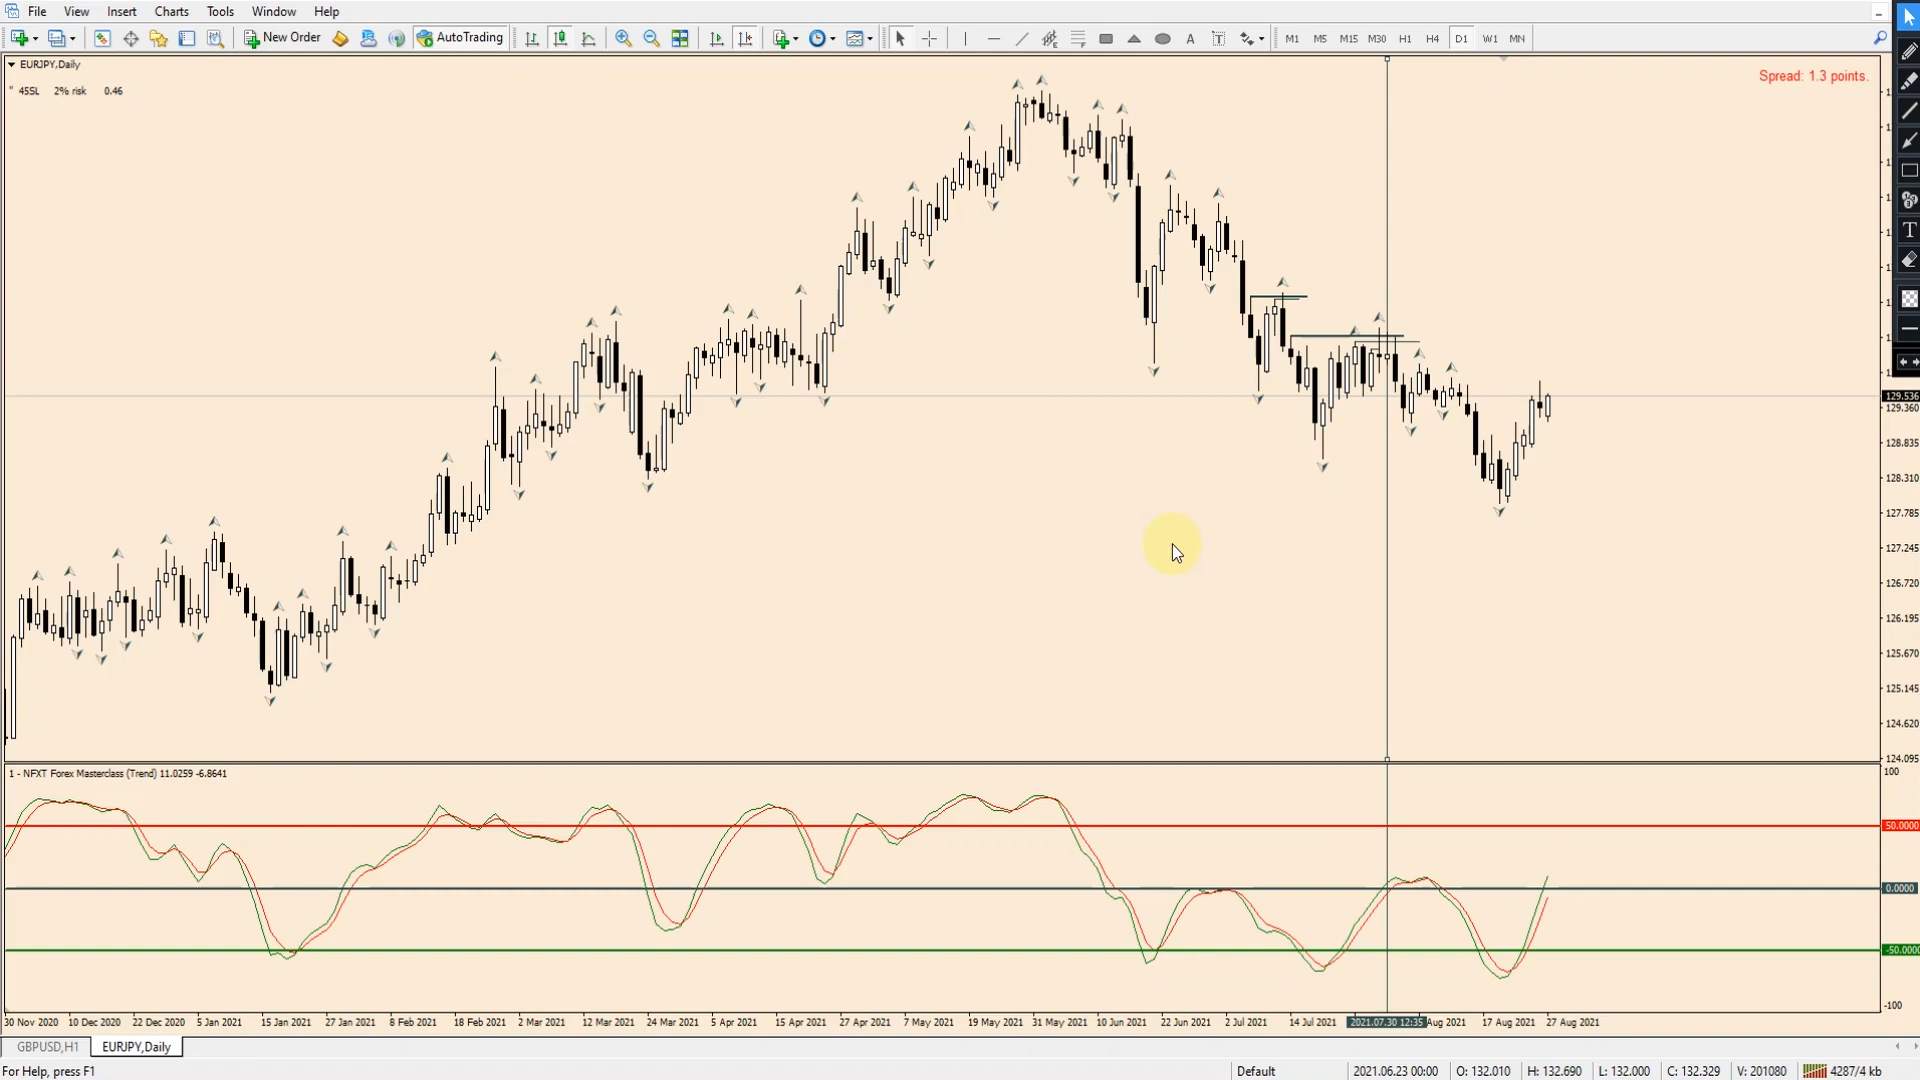 File View Insert Charts Tools Window Help
New Order AutoTrading A T M1 M5 M15 M30 H1 H4 D1 W1 MN
EURJPY,Daily
Spread: 1.3 points.
45SL 2% risk 0.46
T
129.536
129.360
128.835
128.310
127.785
127.245
126.720
126.195
125.670
125.145
124.620
124.095
1 - NFXT Forex Masterclass (Trend) 11.0259 -6.8641
100
50.0000
0.0000
-50.0000
-100
30 Nov 2020 10 Dec 2020 22 Dec 2020 5 Jan 2021 15 Jan 2021 27 Jan 2021 8 Feb 2021 18 Feb 2021 2 Mar 2021 12 Mar 2021 24 Mar 2021 5 Apr 2021 15 Apr 2021 27 Apr 2021 7 May 2021 19 May 2021 31 May 2021 10 Jun 2021 22 Jun 2021 2 Jul 2021 14 Jul 2021 2021.07.30 12:35 Aug 2021 17 Aug 2021 27 Aug 2021
GBPUSD,H1 EURJPY,Daily
For Help, press F1 Default 2021.06.23 00:00 O: 132.010 H: 132.690 L: 132.000 C: 132.329 V: 201080 4287/4 kb